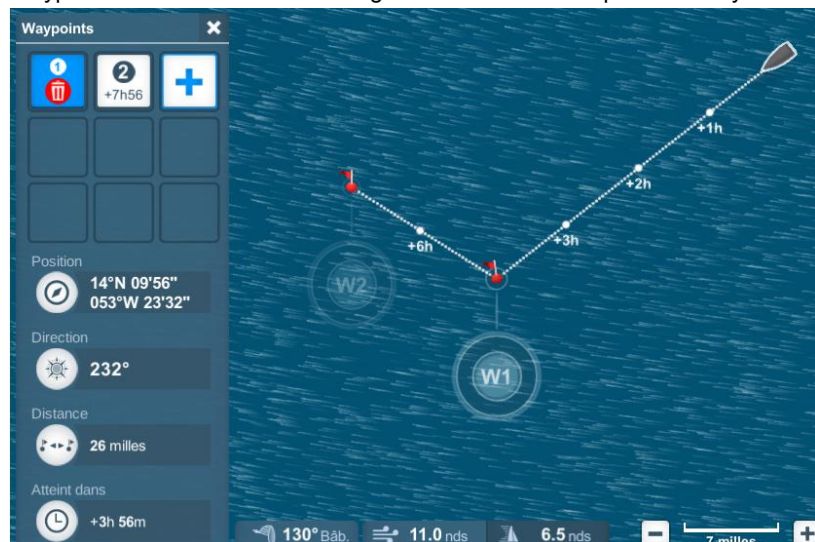 Waypoints
1
2
+7h56
Position
14°N 09'56"
053°W 23'32"
Direction
232°
Distance
26 milles
Atteint dans
+3h 56m
+1h
+2h
+3h
+6h
W2
W1
130° Bâb.
11.0 nds
6.5 nds
7 milles